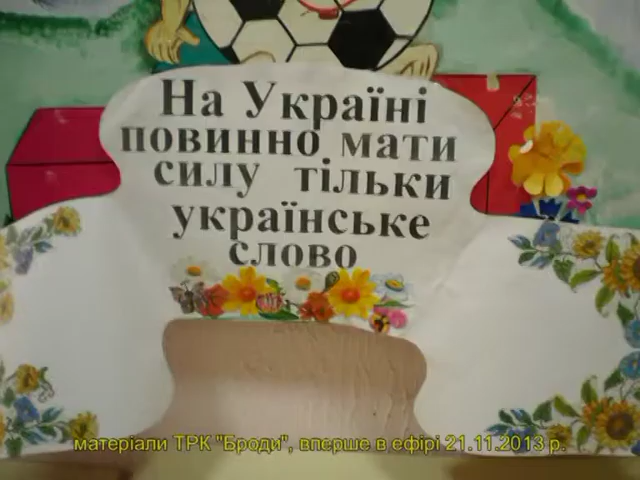 На Україні
повинно мати
силу тільки
українське
слово
матеріали ТРК "Броди", вперше в ефірі 21.11.2013 р.